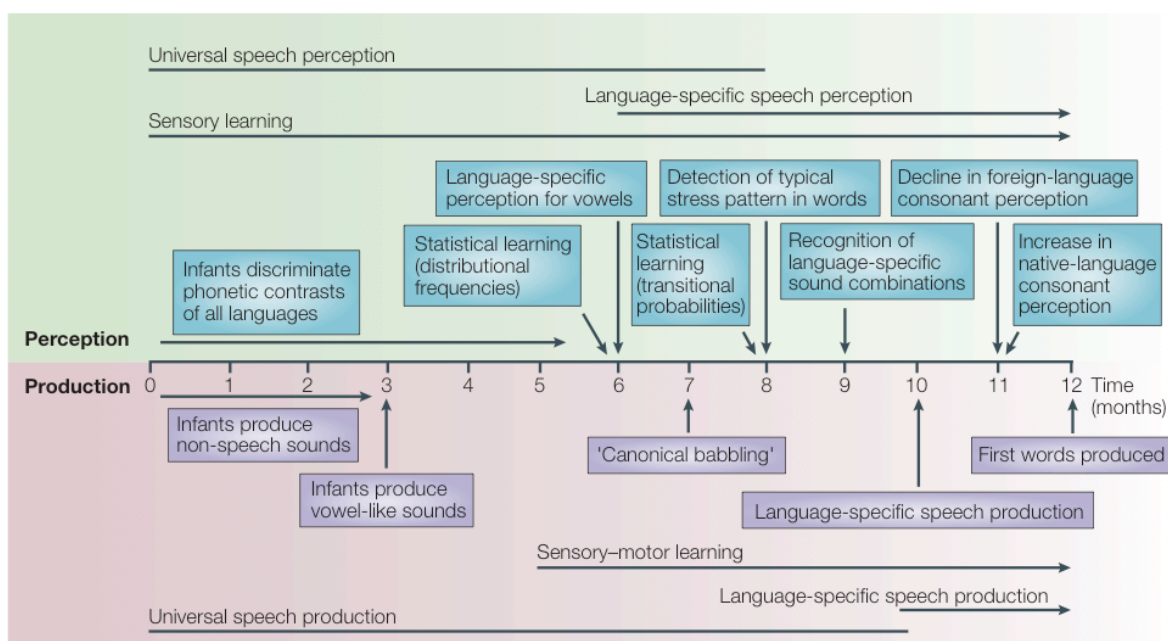 Universal speech perception
Language-specific speech perception
Sensory learning
Language-specific
perception for vowels
Detection of typical
stress pattern in words
Decline in foreign-language
consonant perception
Statistical learning
(distributional
frequencies)
Statistical
learning
(transitional
probabilities)
Recognition of
language-specific
sound combinations
Increase in
native-language
consonant
perception
Infants discriminate
phonetic contrasts
of all languages
Perception
Production
0 1 2 3 4 5 6 7 8 9 10 11 12 Time
(months)
Infants produce
non-speech sounds
Infants produce
vowel-like sounds
'Canonical babbling'
First words produced
Language-specific speech production
Sensory–motor learning
Language-specific speech production
Universal speech production